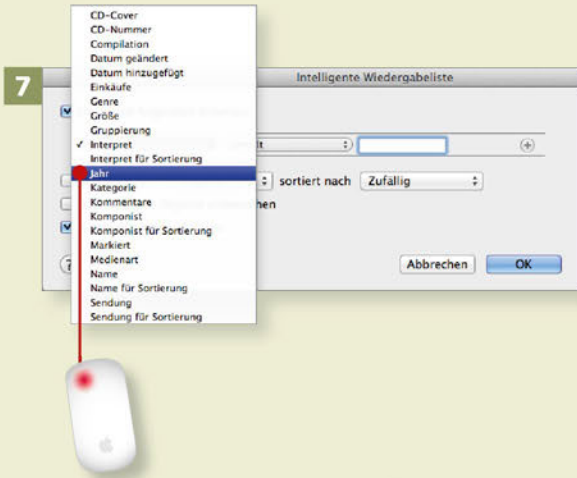 7
Intelligente Wiedergabeliste
CD-Cover
CD-Nummer
Compilation
Datum geändert
Datum hinzugefügt
Einkäufe
Genre
Größe
Gruppierung
✓ Interpret
Interpret für Sortierung
Jahr
Kategorie
Kommentare
Komponist
Komponist für Sortierung
Markiert
Medienart
Name
Name für Sortierung
Sendung
Sendung für Sortierung
sortiert nach Zufällig
Abbrechen OK